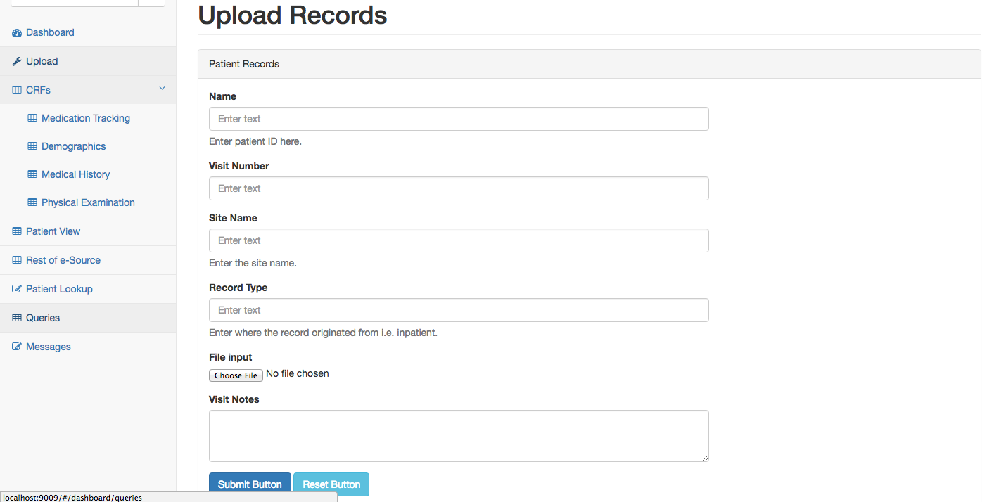 Dashboard
Upload
CRFs
Medication Tracking
Demographics
Medical History
Physical Examination
Patient View
Rest of e-Source
Patient Lookup
Queries
Messages
Upload Records
Patient Records
Name
Enter text
Enter patient ID here.
Visit Number
Enter text
Site Name
Enter text
Enter the site name.
Record Type
Enter text
Enter where the record originated from i.e. inpatient.
File input
Choose File No file chosen
Visit Notes
Submit Button Reset Button
localhost:9009/#/dashboard/queries